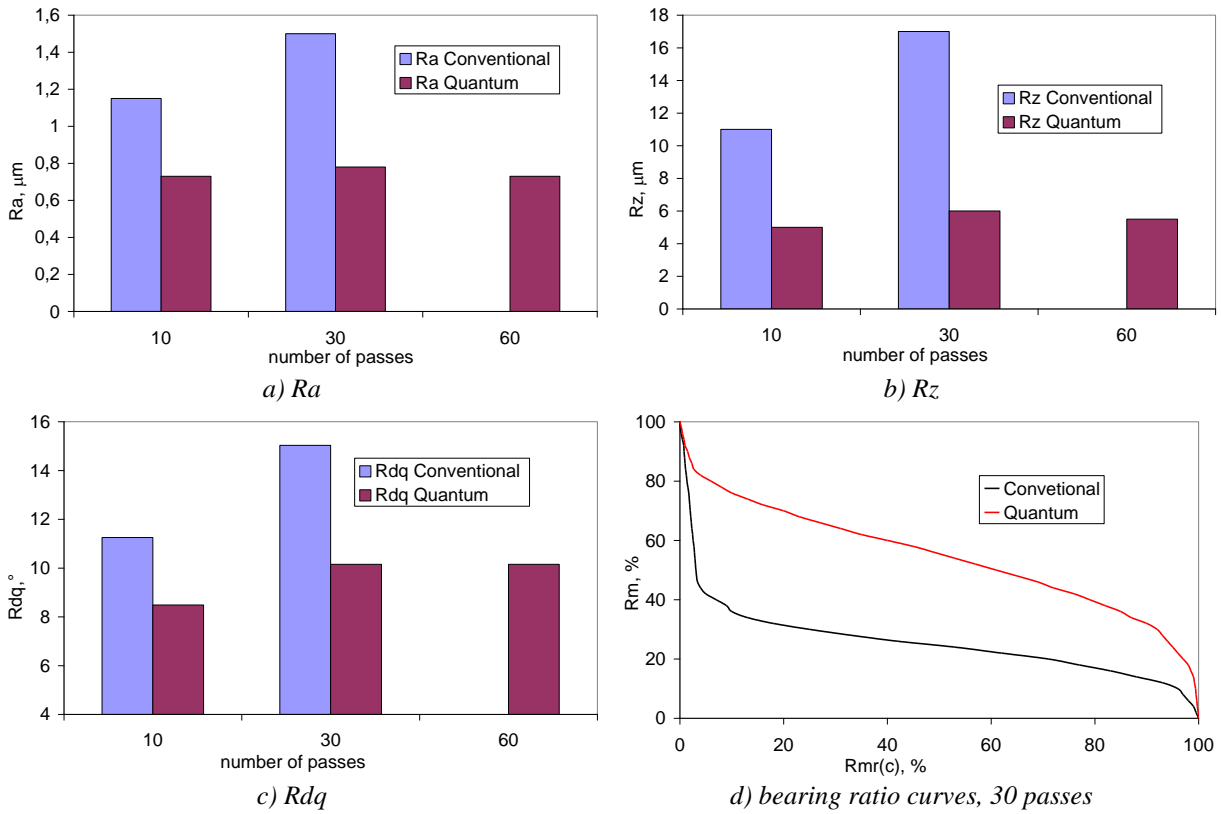 1,6
1,4
1,2
1
0,8
0,6
0,4
0,2
0
Ra, μm
Ra Conventional
Ra Quantum
10 30 60
number of passes
a) Ra
18
16
14
12
10
8
6
4
2
0
Rz, μm
Rz Conventional
Rz Quantum
10 30 60
number of passes
b) Rz
16
14
12
10
8
6
4
Rdq,°
Rdq Conventional
Rdq Quantum
10 30 60
number of passes
c) Rdq
100
80
60
40
20
0
Rm, %
Convetional
Quantum
0 20 40 60 80 100
Rmr(c), %
d) bearing ratio curves, 30 passes